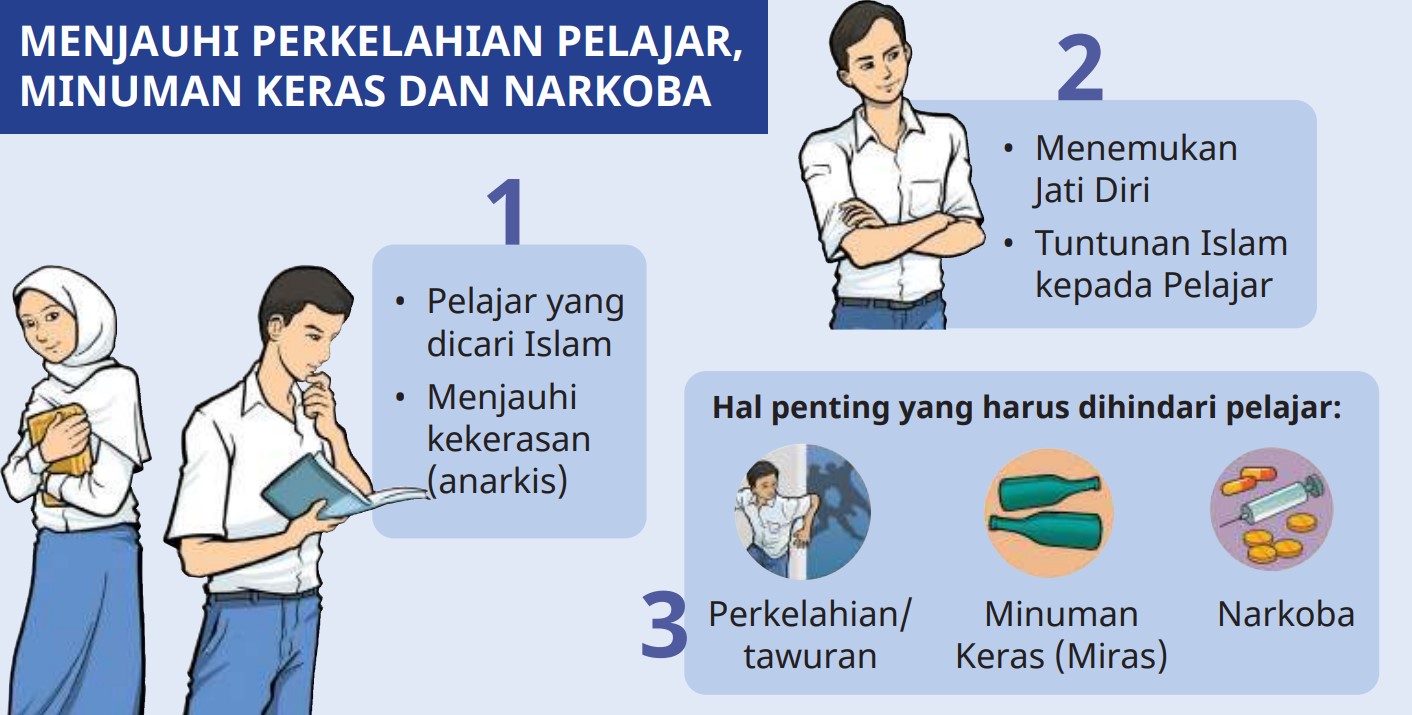 MENJAUHI PERKELAHIAN PELAJAR,
MINUMAN KERAS DAN NARKOBA
1
• Pelajar yang
dicari Islam
• Menjauhi
kekerasan
(anarkis)
2
• Menemukan
Jati Diri
• Tuntunan Islam
kepada Pelajar
3
Hal penting yang harus dihindari pelajar:
Perkelahian/
tawuran
Minuman
Keras (Miras)
Narkoba